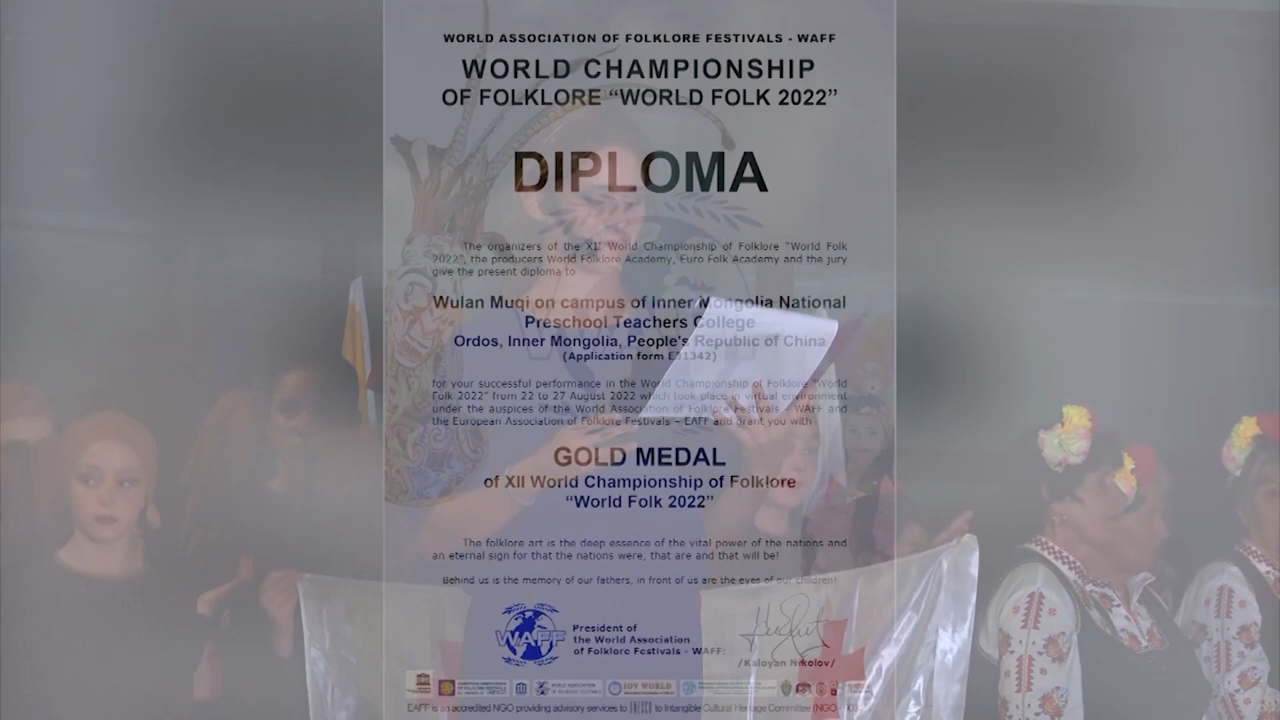 WORLD ASSOCIATION OF FOLKLORE FESTIVALS - WAFF
WORLD CHAMPIONSHIP
OF FOLKLORE “WORLD FOLK 2022”
DIPLOMA
The organizers of the XII World Championship of Folklore “World Folk
2022”, the producers World Folklore Academy, Euro Folk Academy and the jury
give the present diploma to
Wulan Muqi on campus of Inner Mongolia National
Preschool Teachers College
Ordos, Inner Mongolia, People's Republic of China
(Application form E31342)
for your successful performance in the World Championship of Folklore “World
Folk 2022” from 22 to 27 August 2022 which took place in virtual environment
under the auspices of the World Association of Folklore Festivals - WAFF and
the European Association of Folklore Festivals – EAFF and grant you with
GOLD MEDAL
of XII World Championship of Folklore
“World Folk 2022”
The folklore art is the deep essence of the vital power of the nations and
an eternal sign for that the nations were, that are and that will be!
Behind us is the memory of our fathers, in front of us are the eyes of our children!
WAFF
President of
the World Association
of Folklore Festivals - WAFF:
/Kaloyan Nikolov/
IOV WORLD
EAFF is an accredited NGO providing advisory services to UNESCO to Intangible Cultural Heritage Committee (NGO